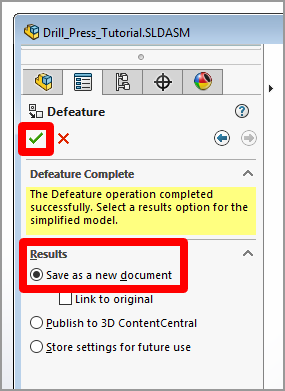 Drill_Press_Tutorial.SLDASM
Defeature
?
Defeature Complete
The Defeature operation completed
successfully. Select a results option for the
simplified model.
Results
Save as a new document
Link to original
Publish to 3D ContentCentral
Store settings for future use